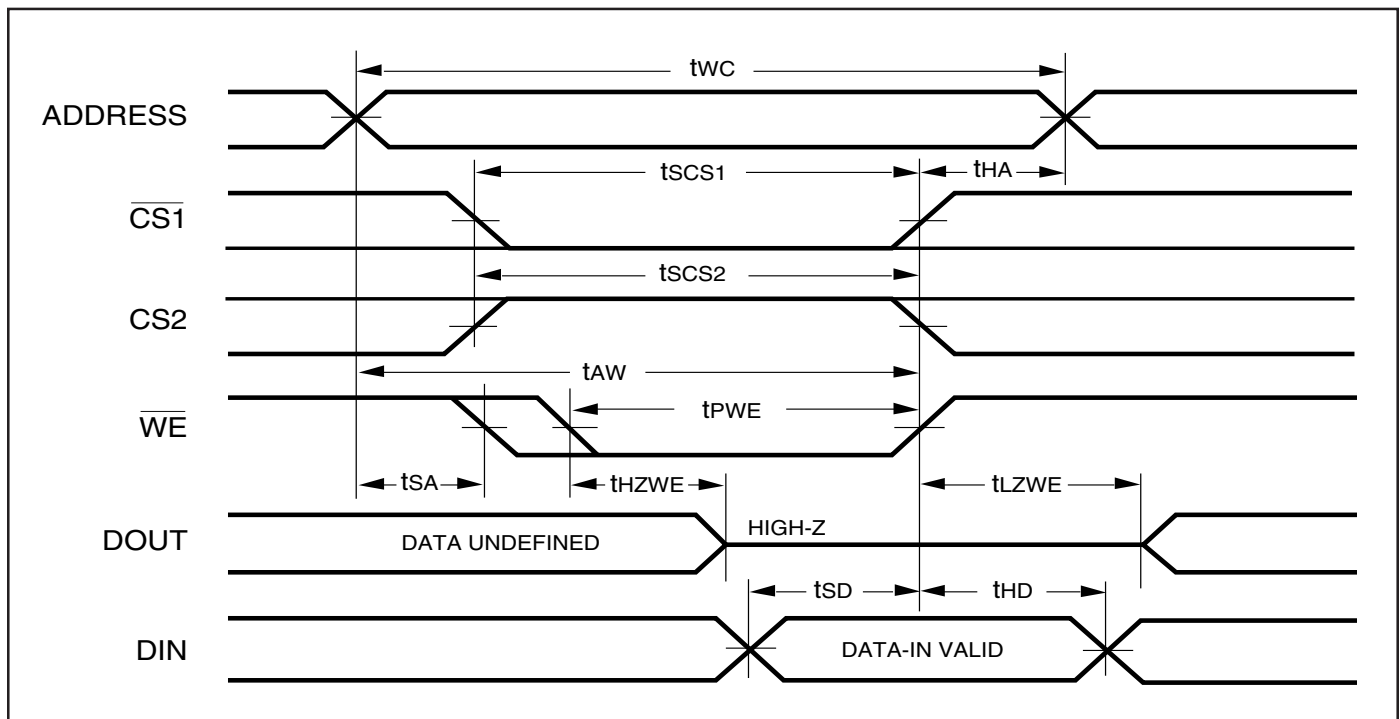 tWC
ADDRESS
tSCS1
tHA
CS1
tSCS2
CS2
tAW
WE
tPWE
tSA
tHZWE
tLZWE
DOUT
DATA UNDEFINED
HIGH-Z
tSD
tHD
DIN
DATA-IN VALID